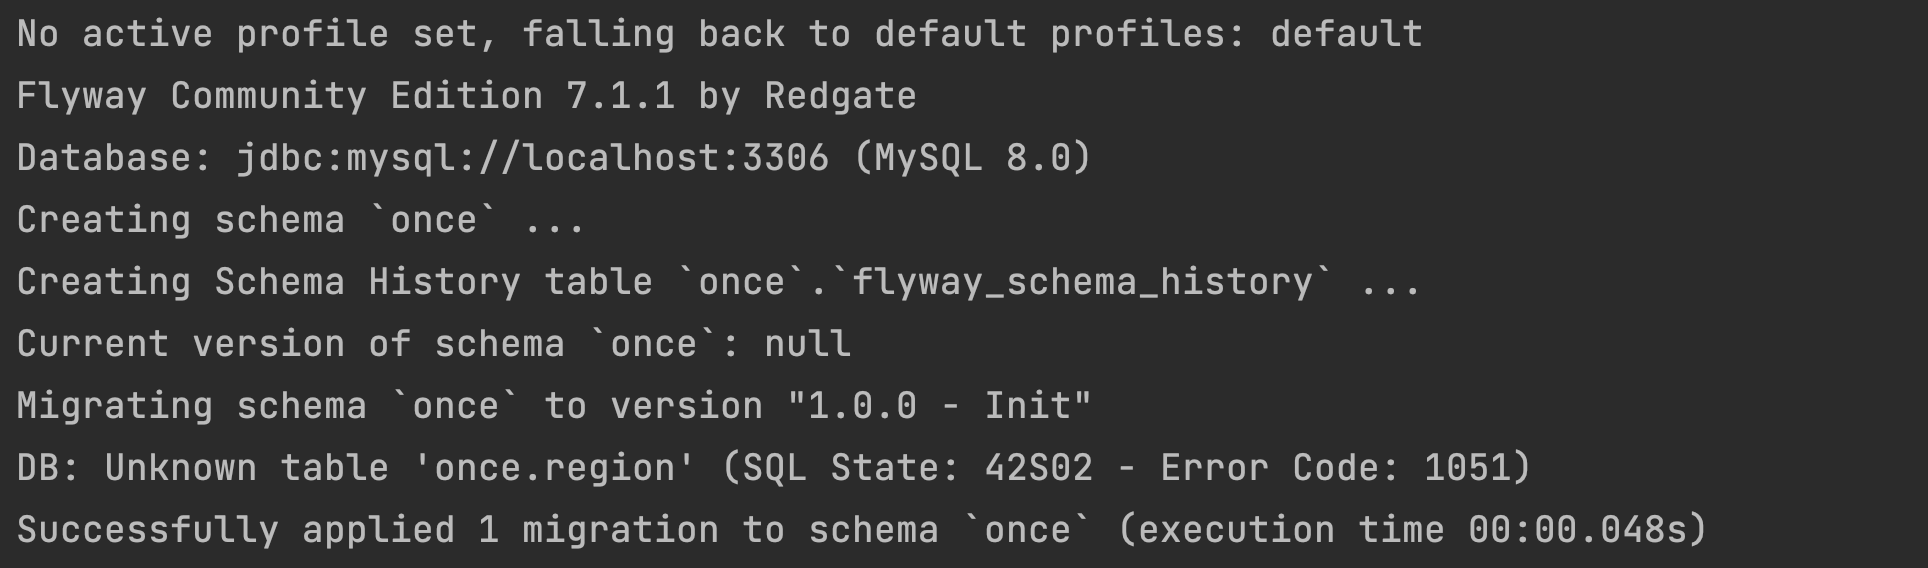 No active profile set, falling back to default profiles: default
Flyway Community Edition 7.1.1 by Redgate
Database: jdbc:mysql://localhost:3306 (MySQL 8.0)
Creating schema `once` ...
Creating Schema History table `once`.`flyway_schema_history` ...
Current version of schema `once`: null
Migrating schema `once` to version "1.0.0 - Init"
DB: Unknown table 'once.region' (SQL State: 42S02 - Error Code: 1051)
Successfully applied 1 migration to schema `once` (execution time 00:00.048s)